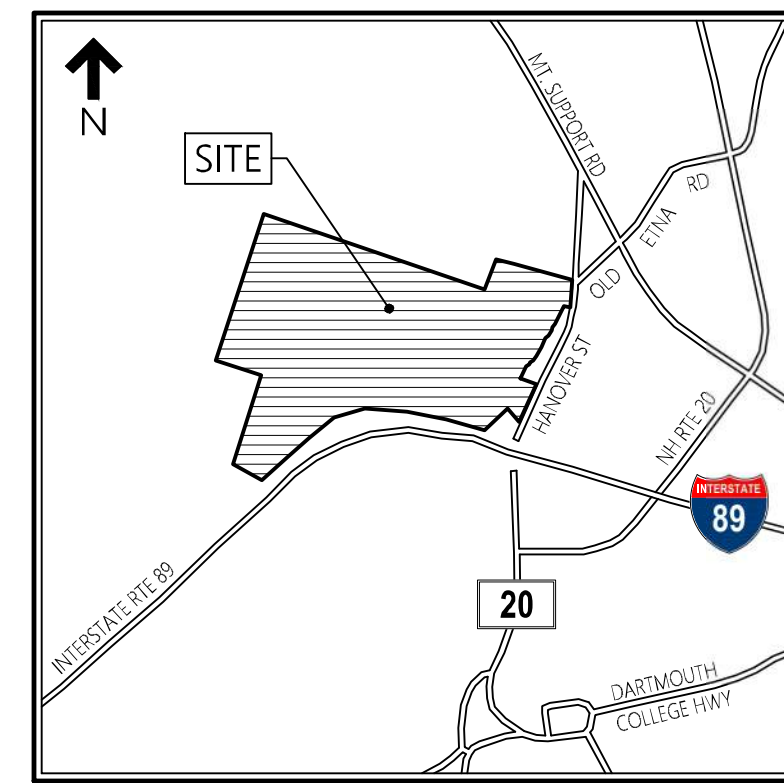 N
SITE
MT. SUPPORT RD
OLD ETNA RD
HANOVER ST
NH RTE 20
INTERSTATE
89
INTERSTATE RTE 89
20
DARTMOUTH
COLLEGE HWY